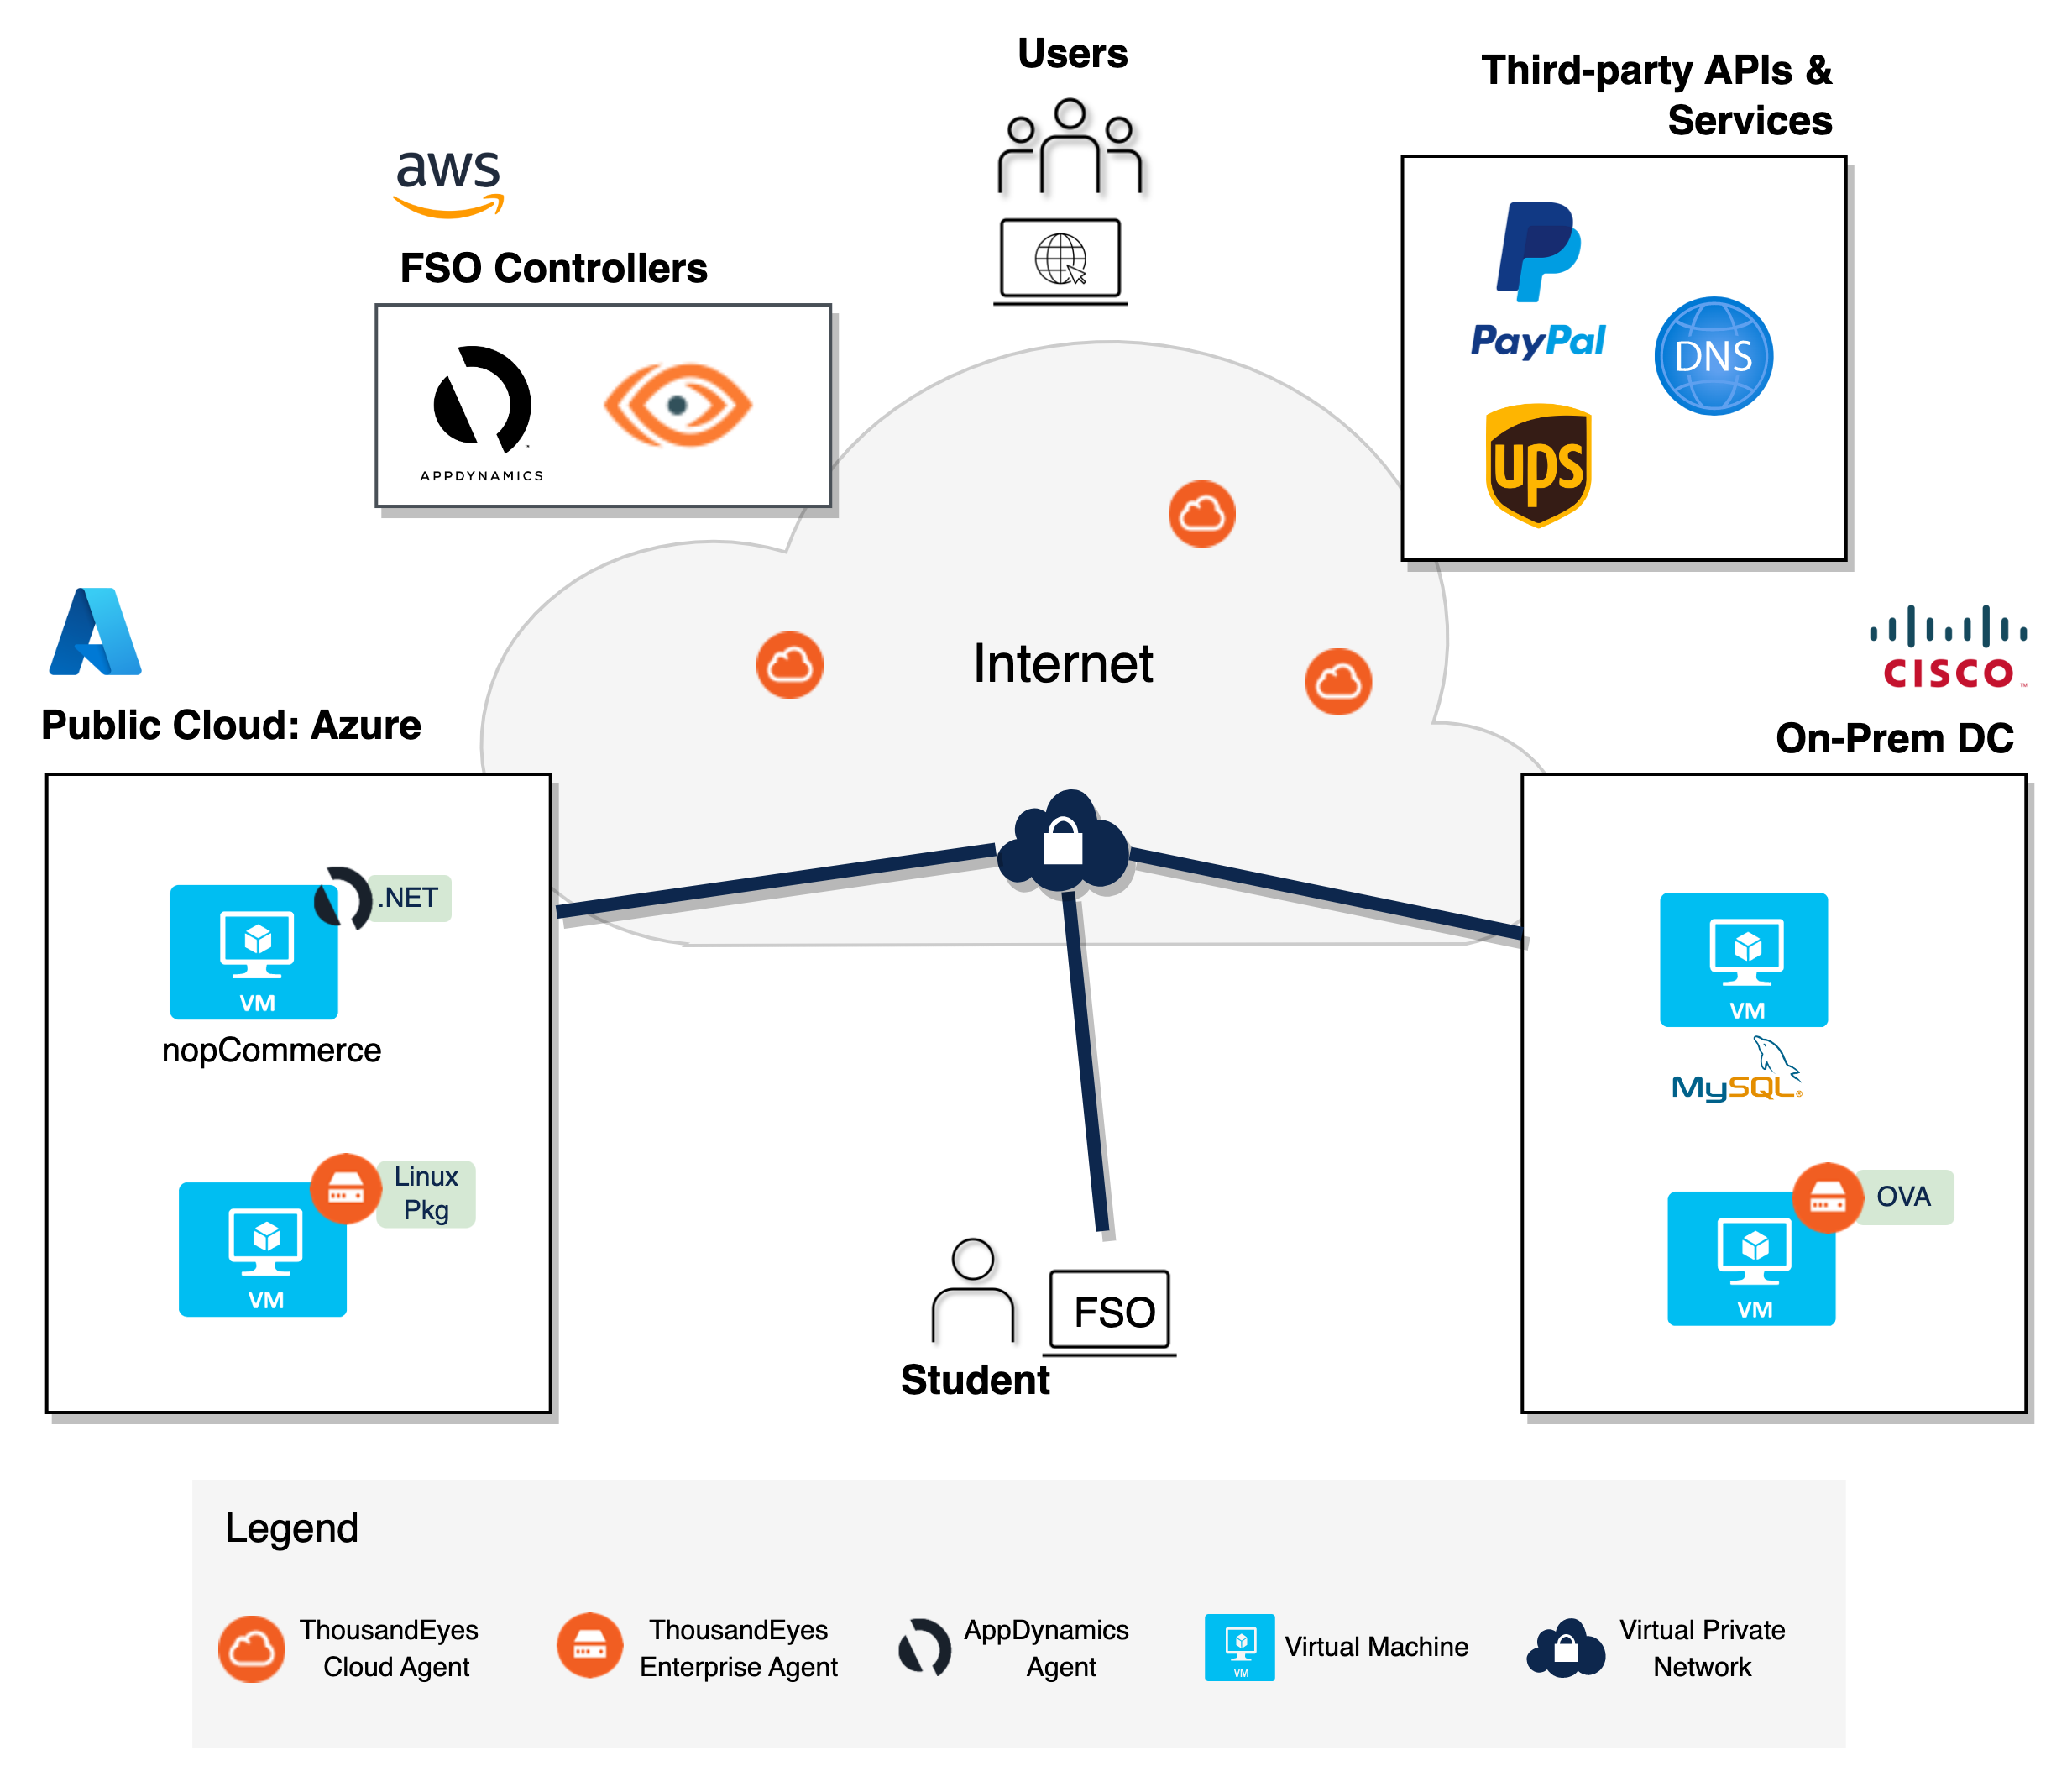 Users
Third-party APIs &
Services
aws
FSO Controllers
APPDYNAMICS
™
PayPal
DNS
ups
Internet
CISCO
™
Public Cloud: Azure
On-Prem DC
.NET
VM
nopCommerce
VM
MySQL®
Linux
Pkg
VM
OVA
VM
FSO
Student
Legend
ThousandEyes
Cloud Agent
ThousandEyes
Enterprise Agent
AppDynamics
Agent
VM
Virtual Machine
Virtual Private
Network